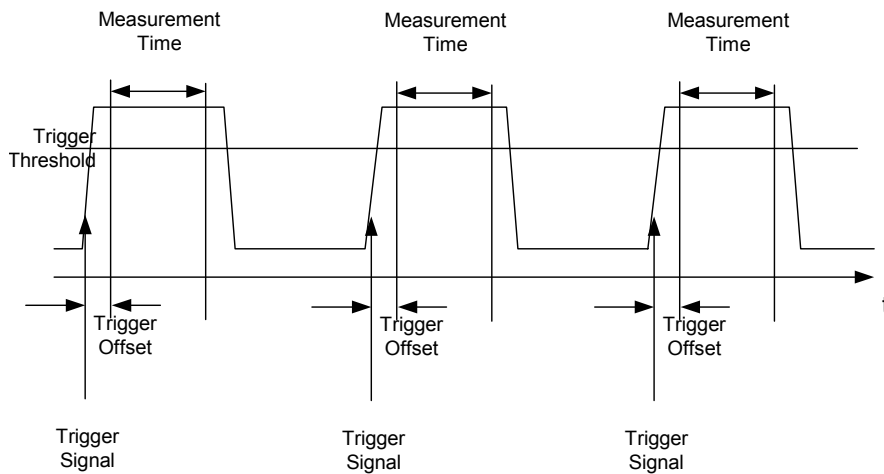 Measurement
Time
Measurement
Time
Measurement
Time
Trigger
Threshold
t
Trigger
Offset
Trigger
Offset
Trigger
Offset
Trigger
Signal
Trigger
Signal
Trigger
Signal